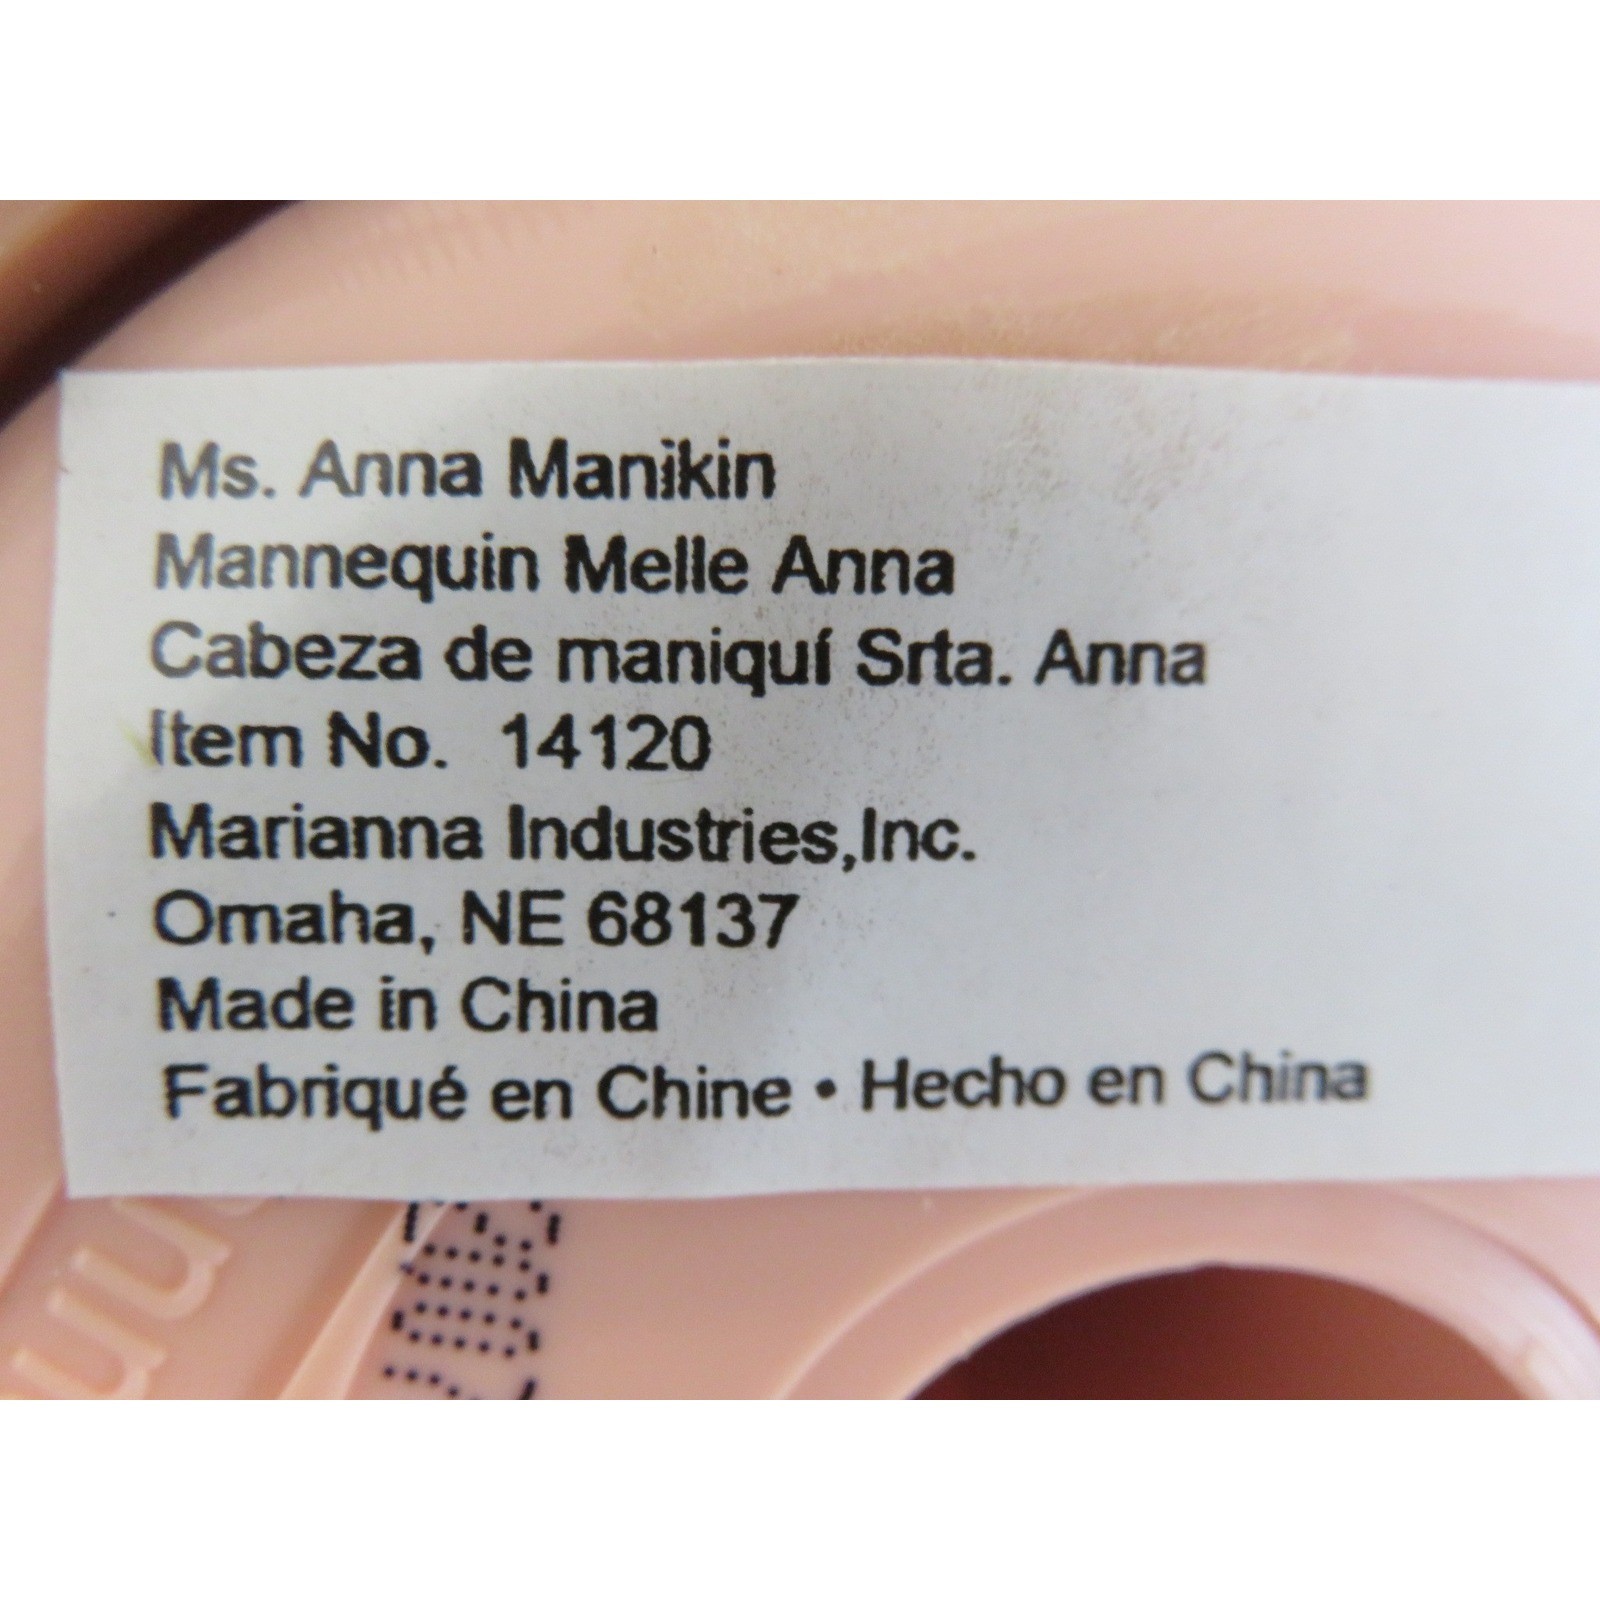 Ms. Anna Manikin
Mannequin Melle Anna
Cabeza de maniquí Srta. Anna
Item No. 14120
Marianna Industries,Inc.
Omaha, NE 68137
Made in China
Fabriqué en Chine • Hecho en China